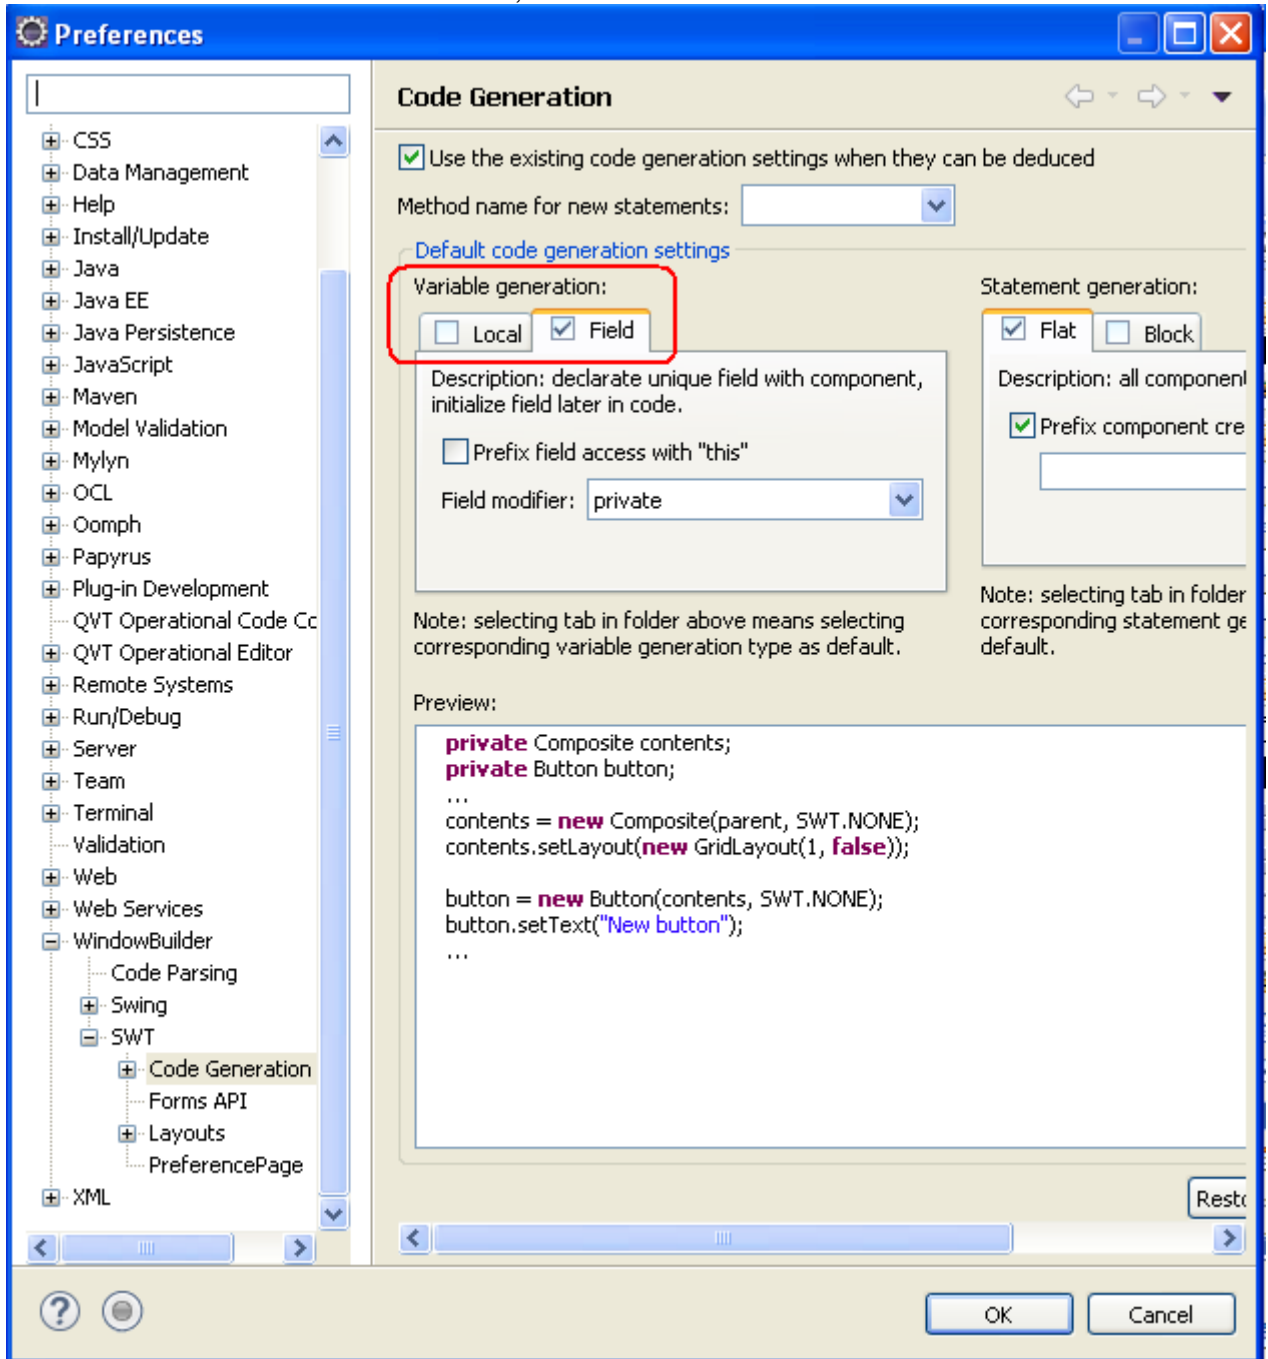 Preferences
CSS
Data Management
Help
Install/Update
Java
Java EE
Java Persistence
JavaScript
Maven
Model Validation
Mylyn
OCL
Oomph
Papyrus
Plug-in Development
QVT Operational Code Cc
QVT Operational Editor
Remote Systems
Run/Debug
Server
Team
Terminal
Validation
Web
Web Services
WindowBuilder
Code Parsing
Swing
SWT
Code Generation
Forms API
Layouts
PreferencePage
XML
Code Generation
Use the existing code generation settings when they can be deduced
Method name for new statements:
Default code generation settings
Variable generation:
Local Field
Description: declarate unique field with component,
initialize field later in code.
Prefix field access with "this"
Field modifier: private
Note: selecting tab in folder above means selecting
corresponding variable generation type as default.
Statement generation:
Flat Block
Description: all component
Prefix component cre
Note: selecting tab in folder
corresponding statement ge
default.
Preview:
private Composite contents;
private Button button;
...
contents = new Composite(parent, SWT.NONE);
contents.setLayout(new GridLayout(1, false));
button = new Button(contents, SWT.NONE);
button.setText("New button");
...
Resto
OK Cancel